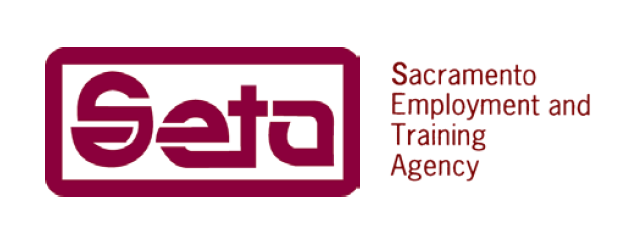 Seta
Sacramento
Employment and
Training
Agency